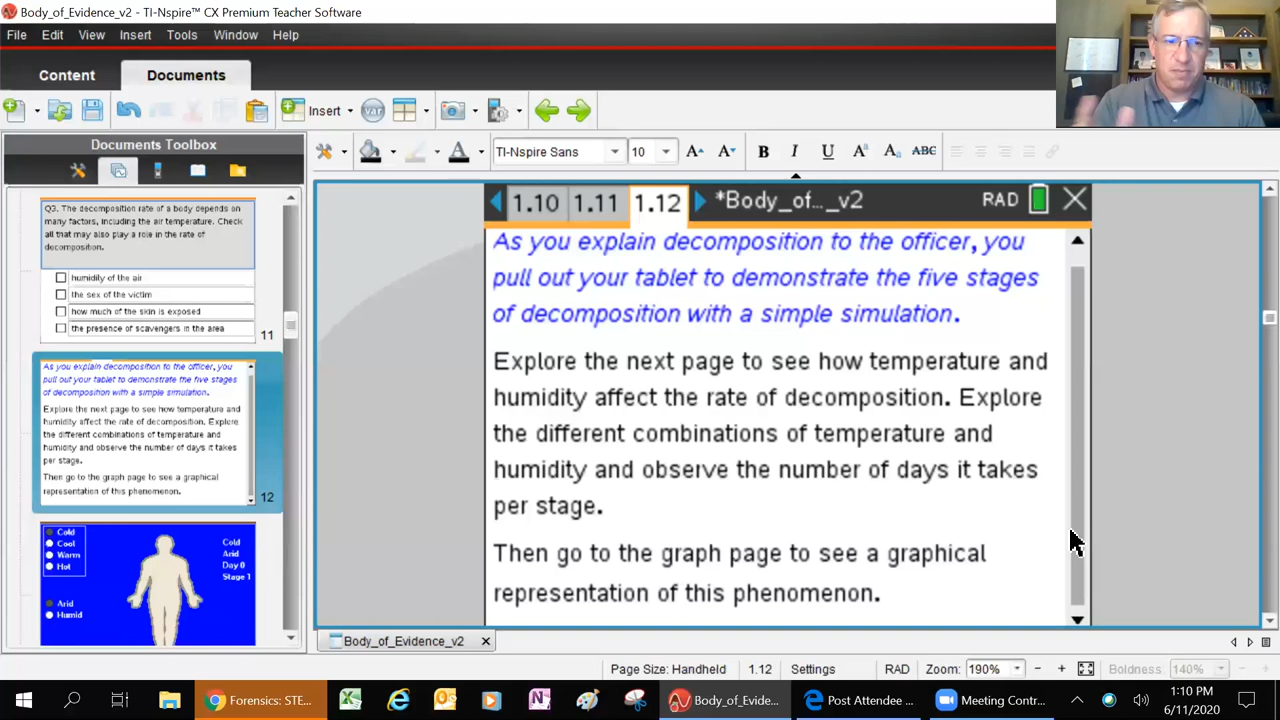 Body_of_Evidence_v2 - TI-Nspire™ CX Premium Teacher Software
File Edit View Insert Tools Window Help
Content Documents
Insert var
Documents Toolbox
TI-Nspire Sans 10 A A B I U A A ABC
Q3. The decomposition rate of a body depends on
many factors, including the air temperature. Check
all that may also play a role in the rate of
decomposition.
humidity of the air
the sex of the victim
how much of the skin is exposed
the presence of scavengers in the area
11
As you explain decomposition to the officer, you
pull out your tablet to demonstrate the five stages
of decomposition with a simple simulation.
Explore the next page to see how temperature and
humidity affect the rate of decomposition. Explore
the different combinations of temperature and
humidity and observe the number of days it takes
per stage.
Then go to the graph page to see a graphical
representation of this phenomenon.
12
Cold
Cool
Warm
Hot
Arid
Humid
Cold
Arid
Day 0
Stage 1
1.10 1.11 1.12 *Body_of..._v2 RAD
As you explain decomposition to the officer, you
pull out your tablet to demonstrate the five stages
of decomposition with a simple simulation.
Explore the next page to see how temperature and
humidity affect the rate of decomposition. Explore
the different combinations of temperature and
humidity and observe the number of days it takes
per stage.
Then go to the graph page to see a graphical
representation of this phenomenon.
Body_of_Evidence_v2
Page Size: Handheld 1.12 Settings RAD Zoom: 190% Boldness: 140%
Forensics: STE... Body_of_Evidenc... Post Attendee ... Meeting Contr...
1:10 PM
6/11/2020